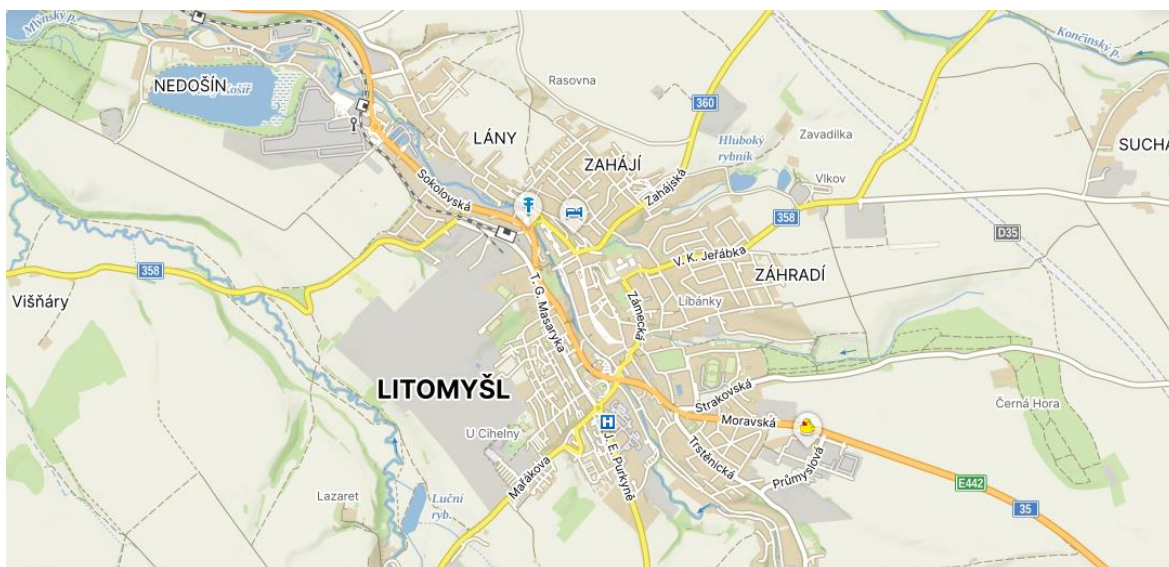 Mlýnský p.
Končinský p.
NEDOŠÍN
Rasovna
360
LÁNY
Hluboký
rybník
Zavadilka
SUCHÁ
ZAHÁJÍ
Vlkov
Sokolovská
Zahájská
358
D35
358
V. K. Jeřábka
ZÁHRADÍ
Višňáry
T. G. Masaryka
Zámecká
Líbánky
LITOMYŠL
Strakovská
Černá Hora
Moravská
H
U Cihelny
Trstěnická
J. E. Purkyně
Průmyslová
Mařákova
E442
Lazaret
Luční
ryb.
35